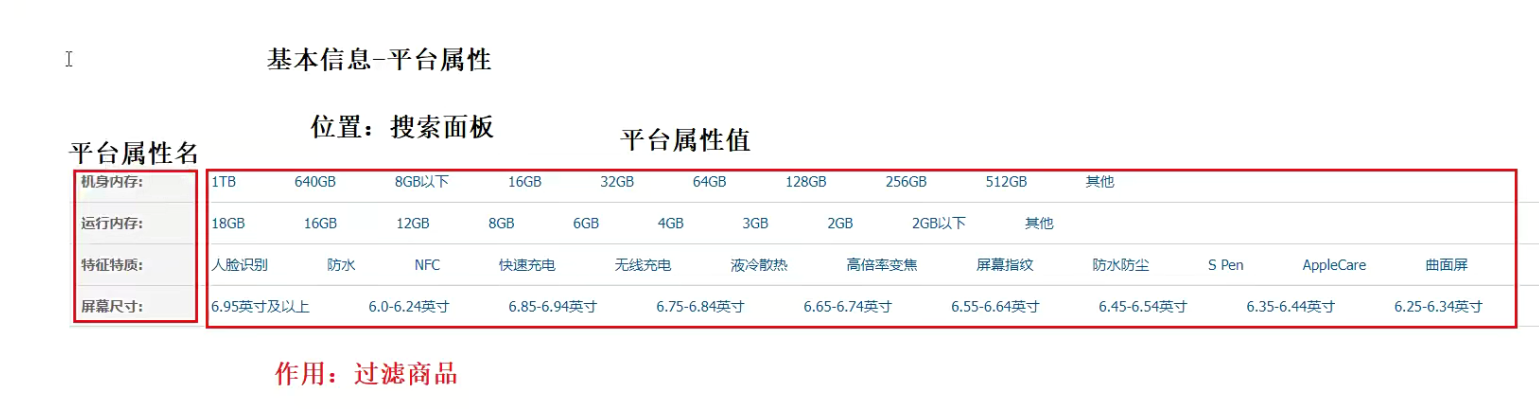 基本信息-平台属性
位置：搜索面板
平台属性值
平台属性名
机身内存: 1TB 640GB 8GB以下 16GB 32GB 64GB 128GB 256GB 512GB 其他
运行内存: 18GB 16GB 12GB 8GB 6GB 4GB 3GB 2GB 2GB以下 其他
特征特质: 人脸识别 防水 NFC 快速充电 无线充电 液冷散热 高倍率变焦 屏幕指纹 防水防尘 S Pen AppleCare 曲面屏
屏幕尺寸: 6.95英寸及以上 6.0-6.24英寸 6.85-6.94英寸 6.75-6.84英寸 6.65-6.74英寸 6.55-6.64英寸 6.45-6.54英寸 6.35-6.44英寸 6.25-6.34英寸
作用：过滤商品